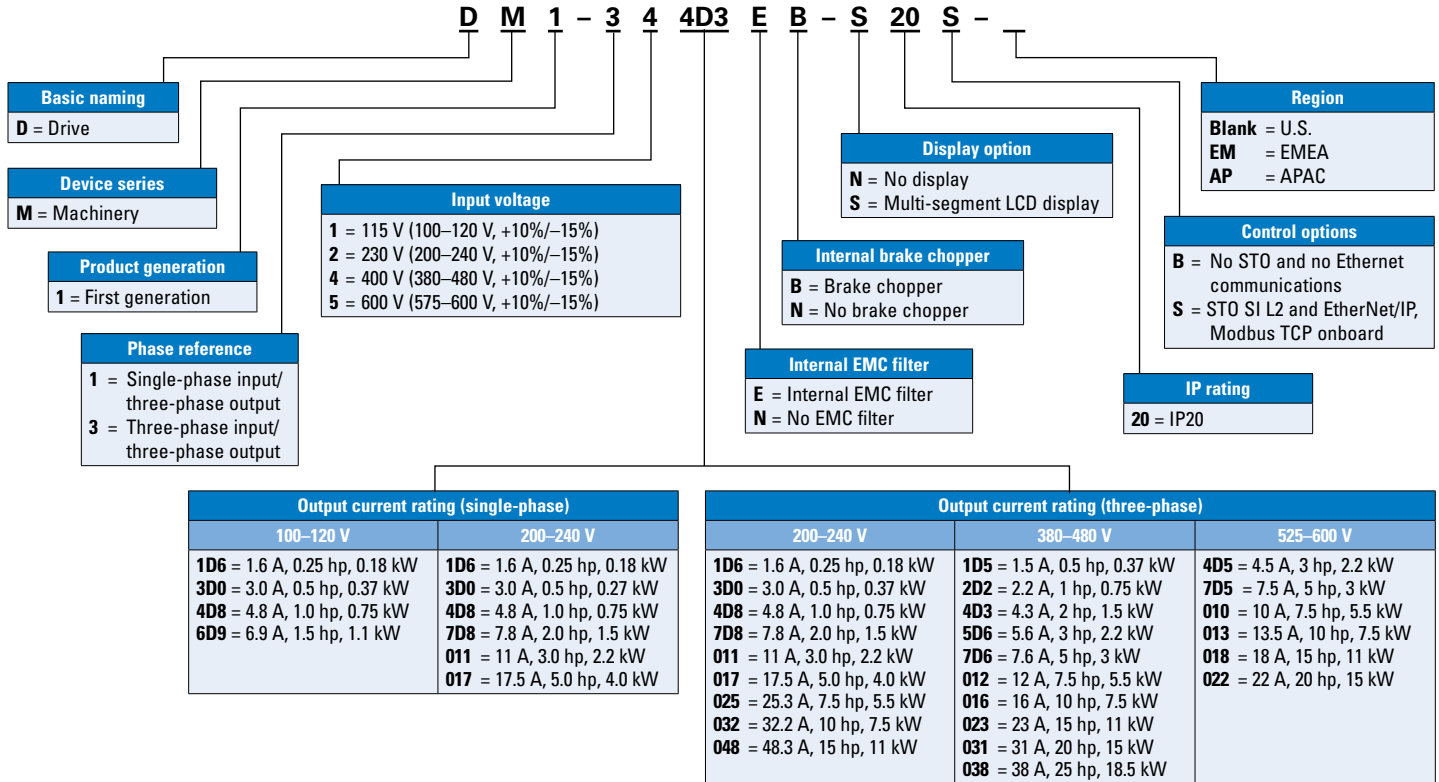 D M 1 – 3 4 4D3 E B – S 20 S –
Basic naming
D = Drive
Device series
M = Machinery
Product generation
1 = First generation
Phase reference
1 = Single-phase input/
three-phase output
3 = Three-phase input/
three-phase output
Input voltage
1 = 115 V (100–120 V, +10%/–15%)
2 = 230 V (200–240 V, +10%/–15%)
4 = 400 V (380–480 V, +10%/–15%)
5 = 600 V (575–600 V, +10%/–15%)
Display option
N = No display
S = Multi-segment LCD display
Internal brake chopper
B = Brake chopper
N = No brake chopper
Internal EMC filter
E = Internal EMC filter
N = No EMC filter
Region
Blank = U.S.
EM = EMEA
AP = APAC
Control options
B = No STO and no Ethernet
communications
S = STO SI L2 and EtherNet/IP,
Modbus TCP onboard
IP rating
20 = IP20
Output current rating (single-phase)
100–120 V
1D6 = 1.6 A, 0.25 hp, 0.18 kW
3D0 = 3.0 A, 0.5 hp, 0.37 kW
4D8 = 4.8 A, 1.0 hp, 0.75 kW
6D9 = 6.9 A, 1.5 hp, 1.1 kW
200–240 V
1D6 = 1.6 A, 0.25 hp, 0.18 kW
3D0 = 3.0 A, 0.5 hp, 0.27 kW
4D8 = 4.8 A, 1.0 hp, 0.75 kW
7D8 = 7.8 A, 2.0 hp, 1.5 kW
011 = 11 A, 3.0 hp, 2.2 kW
017 = 17.5 A, 5.0 hp, 4.0 kW
Output current rating (three-phase)
200–240 V
1D6 = 1.6 A, 0.25 hp, 0.18 kW
3D0 = 3.0 A, 0.5 hp, 0.37 kW
4D8 = 4.8 A, 1.0 hp, 0.75 kW
7D8 = 7.8 A, 2.0 hp, 1.5 kW
011 = 11 A, 3.0 hp, 2.2 kW
017 = 17.5 A, 5.0 hp, 4.0 kW
025 = 25.3 A, 7.5 hp, 5.5 kW
032 = 32.2 A, 10 hp, 7.5 kW
048 = 48.3 A, 15 hp, 11 kW
380–480 V
1D5 = 1.5 A, 0.5 hp, 0.37 kW
2D2 = 2.2 A, 1 hp, 0.75 kW
4D3 = 4.3 A, 2 hp, 1.5 kW
5D6 = 5.6 A, 3 hp, 2.2 kW
7D6 = 7.6 A, 5 hp, 3 kW
012 = 12 A, 7.5 hp, 5.5 kW
016 = 16 A, 10 hp, 7.5 kW
023 = 23 A, 15 hp, 11 kW
031 = 31 A, 20 hp, 15 kW
038 = 38 A, 25 hp, 18.5 kW
525–600 V
4D5 = 4.5 A, 3 hp, 2.2 kW
7D5 = 7.5 A, 5 hp, 3 kW
010 = 10 A, 7.5 hp, 5.5 kW
013 = 13.5 A, 10 hp, 7.5 kW
018 = 18 A, 15 hp, 11 kW
022 = 22 A, 20 hp, 15 kW